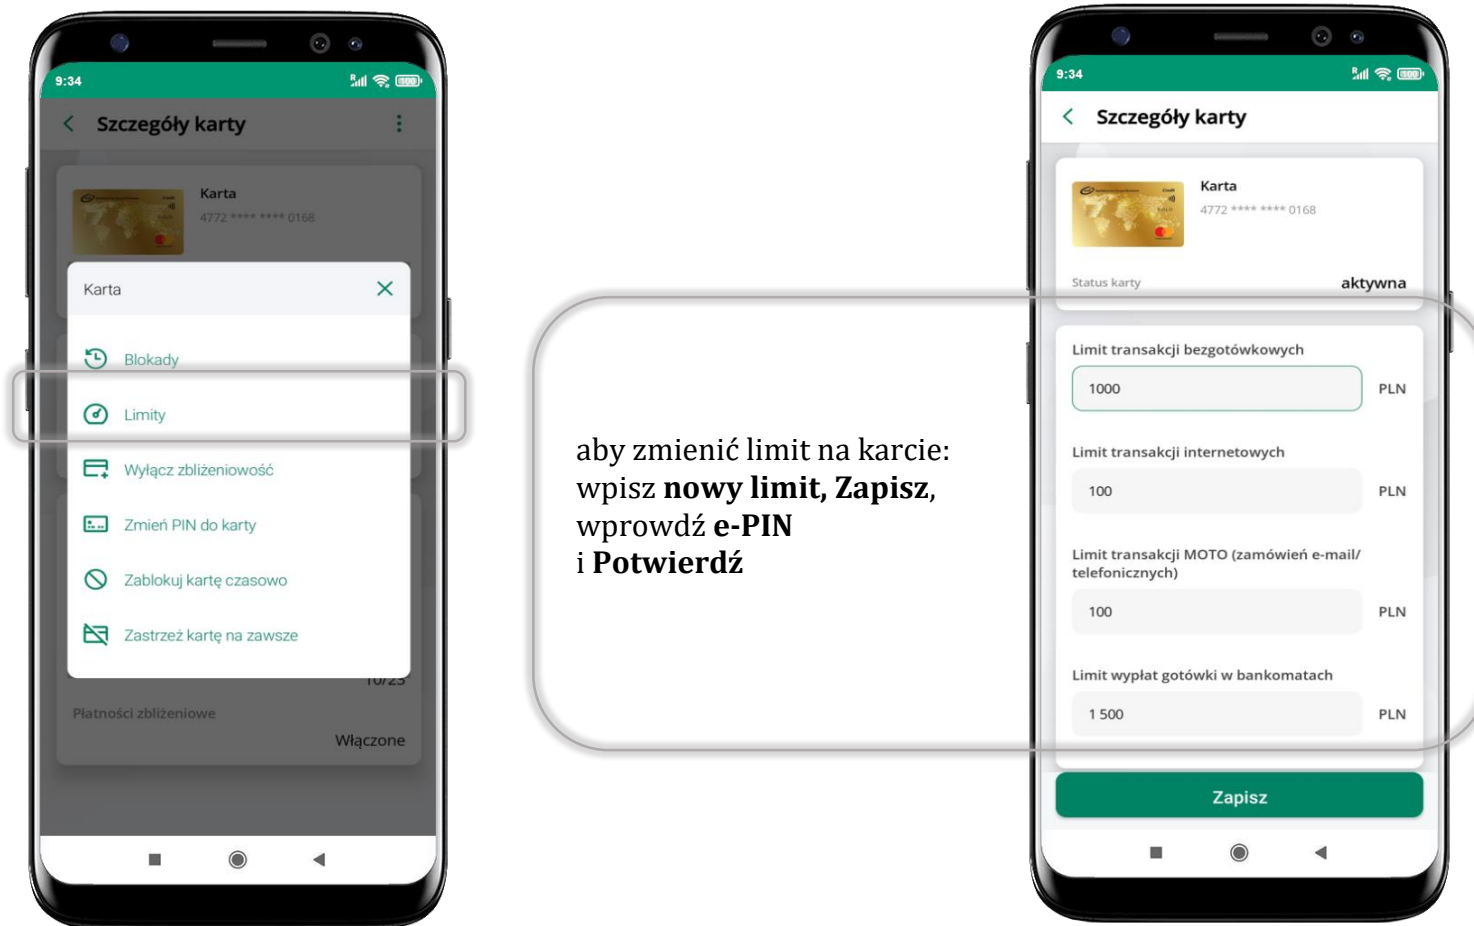 9:34
Szczegóły karty
Karta
4772 **** **** 0168
Karta
Blokady
Limity
Wyłącz zbliżeniowość
Zmień PIN do karty
Zablokuj kartę czasowo
Zastrzeż kartę na zawsze
10/23
Płatności zbliżeniowe
Włączone
aby zmienić limit na karcie:
wpisz nowy limit, Zapisz,
wprowdź e-PIN
i Potwierdź
9:34
Szczegóły karty
Karta
4772 **** **** 0168
Status karty aktywna
Limit transakcji bezgotówkowych
1000 PLN
Limit transakcji internetowych
100 PLN
Limit transakcji MOTO (zamówień e-mail/
telefonicznych)
100 PLN
Limit wypłat gotówki w bankomatach
1 500 PLN
Zapisz